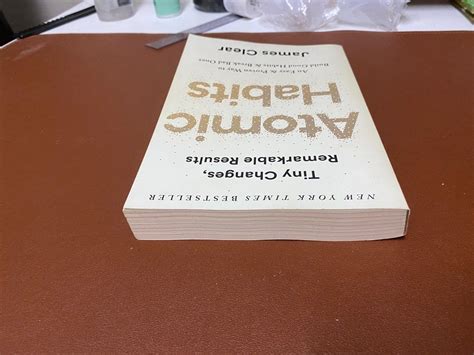 NEW YORK TIMES BESTSELLER
Tiny Changes,
Remarkable Results
Atomic
Habits
An Easy & Proven Way to
Build Good Habits & Break Bad Ones
James Clear